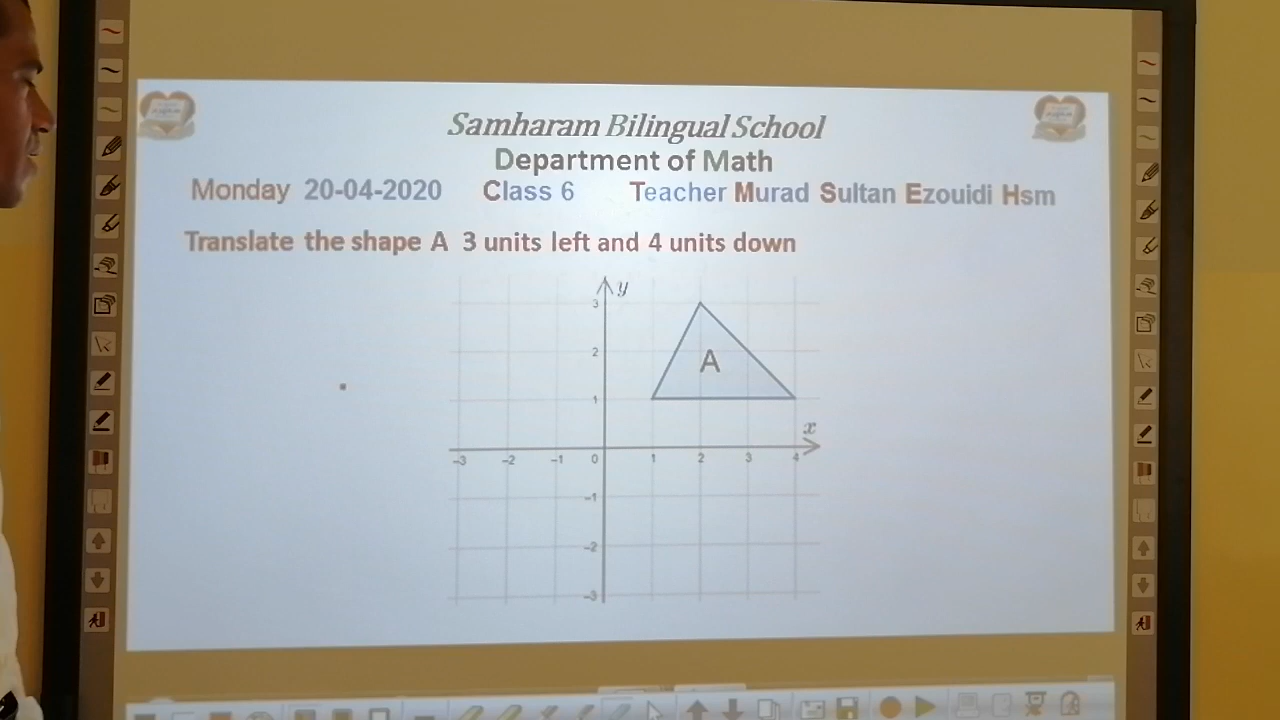 Samharam Bilingual School
Department of Math
Monday 20-04-2020 Class 6 Teacher Murad Sultan Ezouidi Hsm
Translate the shape A 3 units left and 4 units down
y
3
2
A
1
x
-3 -2 -1 0 1 2 3 4
-1
-2
-3